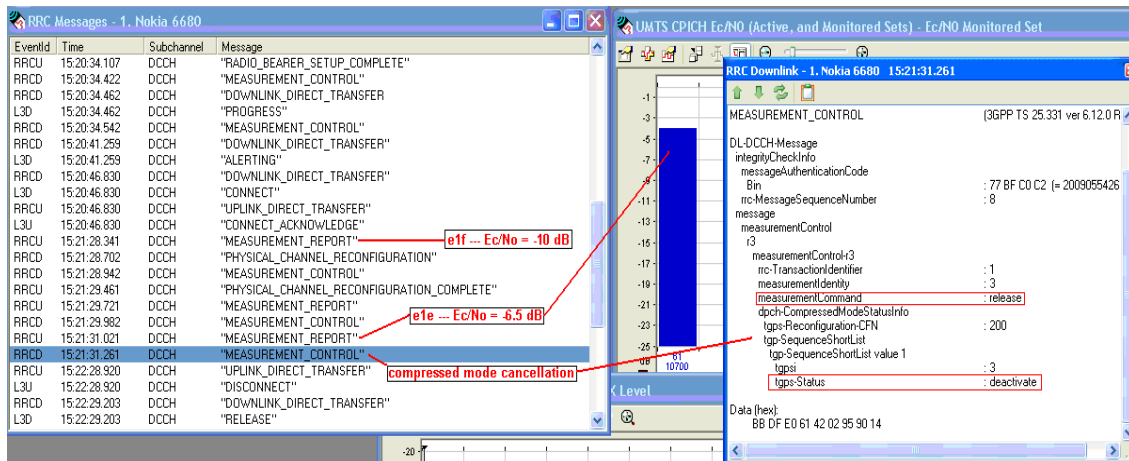 RRC Messages - 1. Nokia 6680
EventId Time Subchannel Message
RRCU 15:20:34.107 DCCH "RADIO_BEARER_SETUP_COMPLETE"
RRCD 15:20:34.422 DCCH "MEASUREMENT_CONTROL"
RRCD 15:20:34.462 DCCH "DOWNLINK_DIRECT_TRANSFER
L3D 15:20:34.462 DCCH "PROGRESS"
RRCD 15:20:34.542 DCCH "MEASUREMENT_CONTROL"
RRCD 15:20:41.259 DCCH "DOWNLINK_DIRECT_TRANSFER"
L3D 15:20:41.259 DCCH "ALERTING"
RRCD 15:20:46.830 DCCH "DOWNLINK_DIRECT_TRANSFER"
L3D 15:20:46.830 DCCH "CONNECT"
RRCU 15:20:46.830 DCCH "UPLINK_DIRECT_TRANSFER"
L3U 15:20:46.830 DCCH "CONNECT_ACKNOWLEDGE"
RRCU 15:21:28.341 DCCH "MEASUREMENT_REPORT"
RRCD 15:21:28.702 DCCH "PHYSICAL_CHANNEL_RECONFIGURATION"
RRCD 15:21:28.942 DCCH "MEASUREMENT_CONTROL"
RRCU 15:21:29.461 DCCH "PHYSICAL_CHANNEL_RECONFIGURATION_COMPLETE"
RRCU 15:21:29.721 DCCH "MEASUREMENT_REPORT"
RRCD 15:21:29.982 DCCH "MEASUREMENT_CONTROL"
RRCU 15:21:31.021 DCCH "MEASUREMENT_REPORT"
RRCD 15:21:31.261 DCCH "MEASUREMENT_CONTROL"
RRCU 15:22:28.920 DCCH "UPLINK_DIRECT_TRANSFER"
L3U 15:22:28.920 DCCH "DISCONNECT"
RRCD 15:22:29.203 DCCH "DOWNLINK_DIRECT_TRANSFER"
L3D 15:22:29.203 DCCH "RELEASE"
e1f --- Ec/No = -10 dB
e1e --- Ec/No = -6.5 dB
compressed mode cancellation
UMTS CPICH Ec/N0 (Active, and Monitored Sets) - Ec/N0 Monitored Set
-1
-3
-5
-7
-9
-11
-13
-15
-17
-19
-21
-23
-25
dB
61
10700
Level
-20
RRC Downlink - 1. Nokia 6680 15:21:31.261
MEASUREMENT_CONTROL (3GPP TS 25.331 ver 6.12.0 R
DL-DCCH-Message
integrityCheckInfo
messageAuthenticationCode
Bin : 77 BF C0 C2 (= 2009055426
rrc-MessageSequenceNumber : 8
message
measurementControl
r3
measurementControl-r3
rrc-TransactionIdentifier : 1
measurementIdentity : 3
measurementCommand : release
dpch-CompressedModeStatusInfo
tgps-Reconfiguration-CFN : 200
tgp-SequenceShortList
tgp-SequenceShortList value 1
tgpsi : 3
tgps-Status : deactivate
Data (hex):
BB DF E0 61 42 02 95 90 14